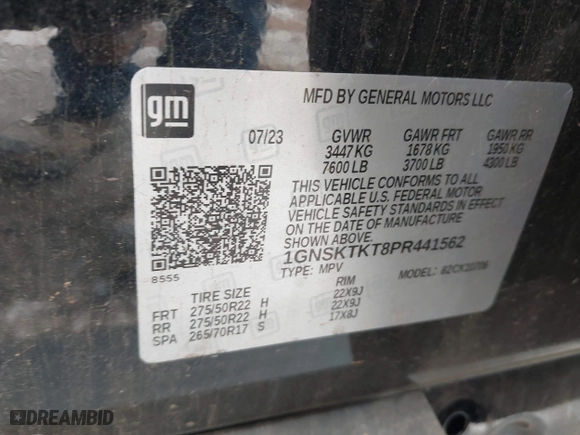 gm
MFD BY GENERAL MOTORS LLC
07/23 GVWR GAWR FRT GAWR RR
3447 KG 1678 KG 1950 KG
7600 LB 3700 LB 4300 LB
THIS VEHICLE CONFORMS TO ALL
APPLICABLE U.S. FEDERAL MOTOR
VEHICLE SAFETY STANDARDS IN EFFECT
ON THE DATE OF MANUFACTURE
SHOWN ABOVE.
1GNSKTKT8PR441562
TYPE: MPV MODEL: 82CK10706
8555
TIRE SIZE RIM
FRT 275/50R22 H 22X9J
RR 275/50R22 H 22X9J
SPA 265/70R17 S 17X8J
DREAMBID